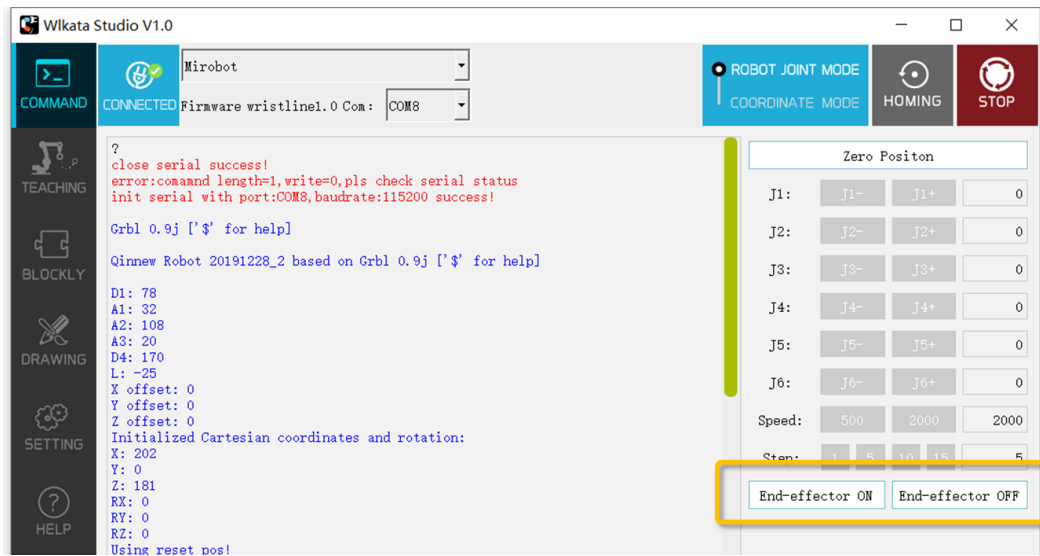 Wlkata Studio V1.0
COMMAND
CONNECTED
Mirobot
Firmware wristline1.0 Com: COM8
ROBOT JOINT MODE
COORDINATE MODE
HOMING
STOP
TEACHING
BLOCKLY
DRAWING
SETTING
HELP
?
close serial success!
error:comamnd length=1,write=0,pls check serial status
init serial with port:COM8,baudrate:115200 success!
Grbl 0.9j ['$' for help]
Qinnew Robot 20191228_2 based on Grbl 0.9j ['$' for help]
D1: 78
A1: 32
A2: 108
A3: 20
D4: 170
L: -25
X offset: 0
Y offset: 0
Z offset: 0
Initialized Cartesian coordinates and rotation:
X: 202
Y: 0
Z: 181
RX: 0
RY: 0
RZ: 0
Using reset pos!
Zero Positon
J1: J1- J1+ 0
J2: J2- J2+ 0
J3: J3- J3+ 0
J4: J4- J4+ 0
J5: J5- J5+ 0
J6: J6- J6+ 0
Speed: 500 2000 2000
Step: 1 5 10 15 5
End-effector ON End-effector OFF